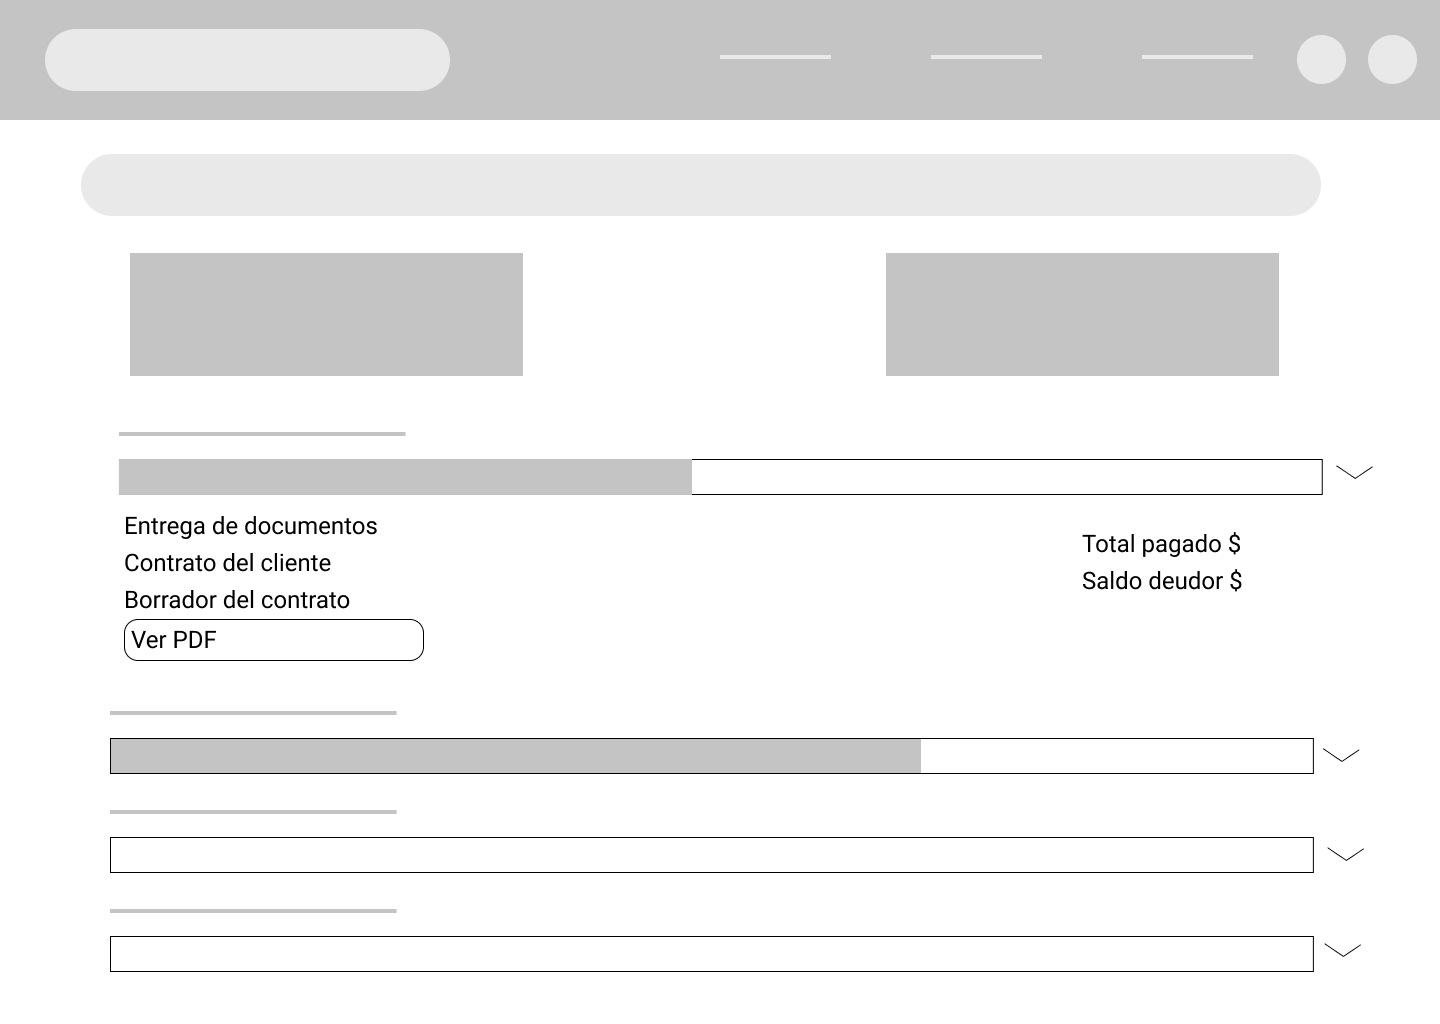 Entrega de documentos
Contrato del cliente
Borrador del contrato
Ver PDF
Total pagado $
Saldo deudor $